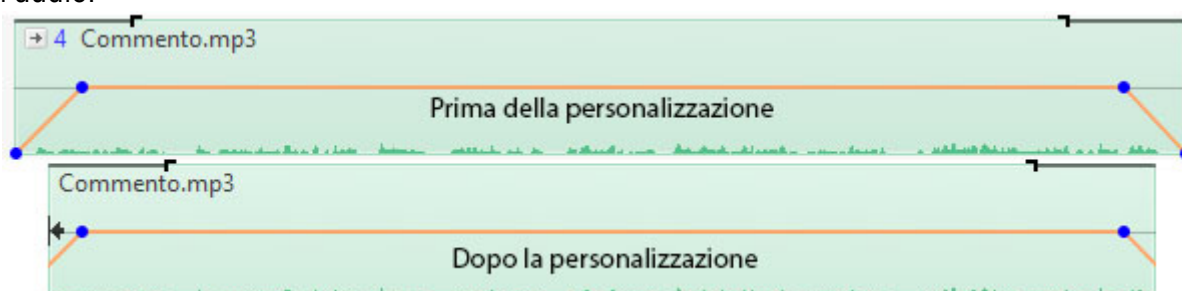 4 Commento.mp3
Prima della personalizzazione
Commento.mp3
Dopo la personalizzazione